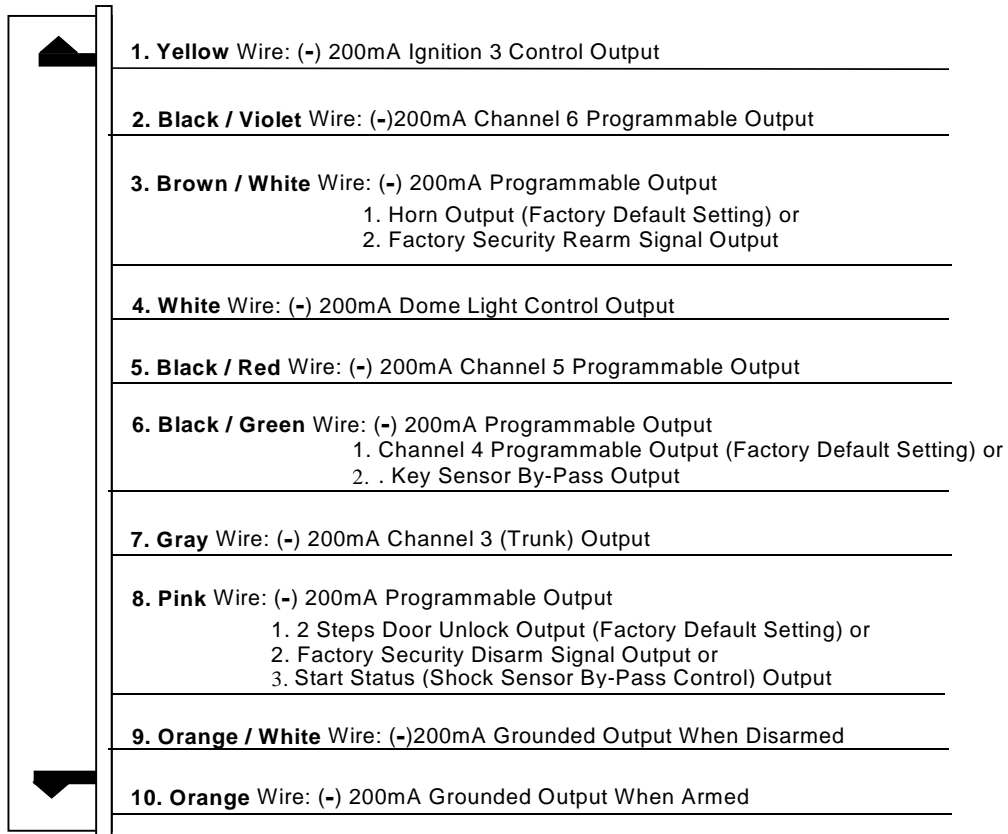 1. Yellow Wire: (-) 200mA Ignition 3 Control Output
2. Black / Violet Wire: (-)200mA Channel 6 Programmable Output
3. Brown / White Wire: (-) 200mA Programmable Output
1. Horn Output (Factory Default Setting) or
2. Factory Security Rearm Signal Output
4. White Wire: (-) 200mA Dome Light Control Output
5. Black / Red Wire: (-) 200mA Channel 5 Programmable Output
6. Black / Green Wire: (-) 200mA Programmable Output
1. Channel 4 Programmable Output (Factory Default Setting) or
2. . Key Sensor By-Pass Output
7. Gray Wire: (-) 200mA Channel 3 (Trunk) Output
8. Pink Wire: (-) 200mA Programmable Output
1. 2 Steps Door Unlock Output (Factory Default Setting) or
2. Factory Security Disarm Signal Output or
3. Start Status (Shock Sensor By-Pass Control) Output
9. Orange / White Wire: (-)200mA Grounded Output When Disarmed
10. Orange Wire: (-) 200mA Grounded Output When Armed